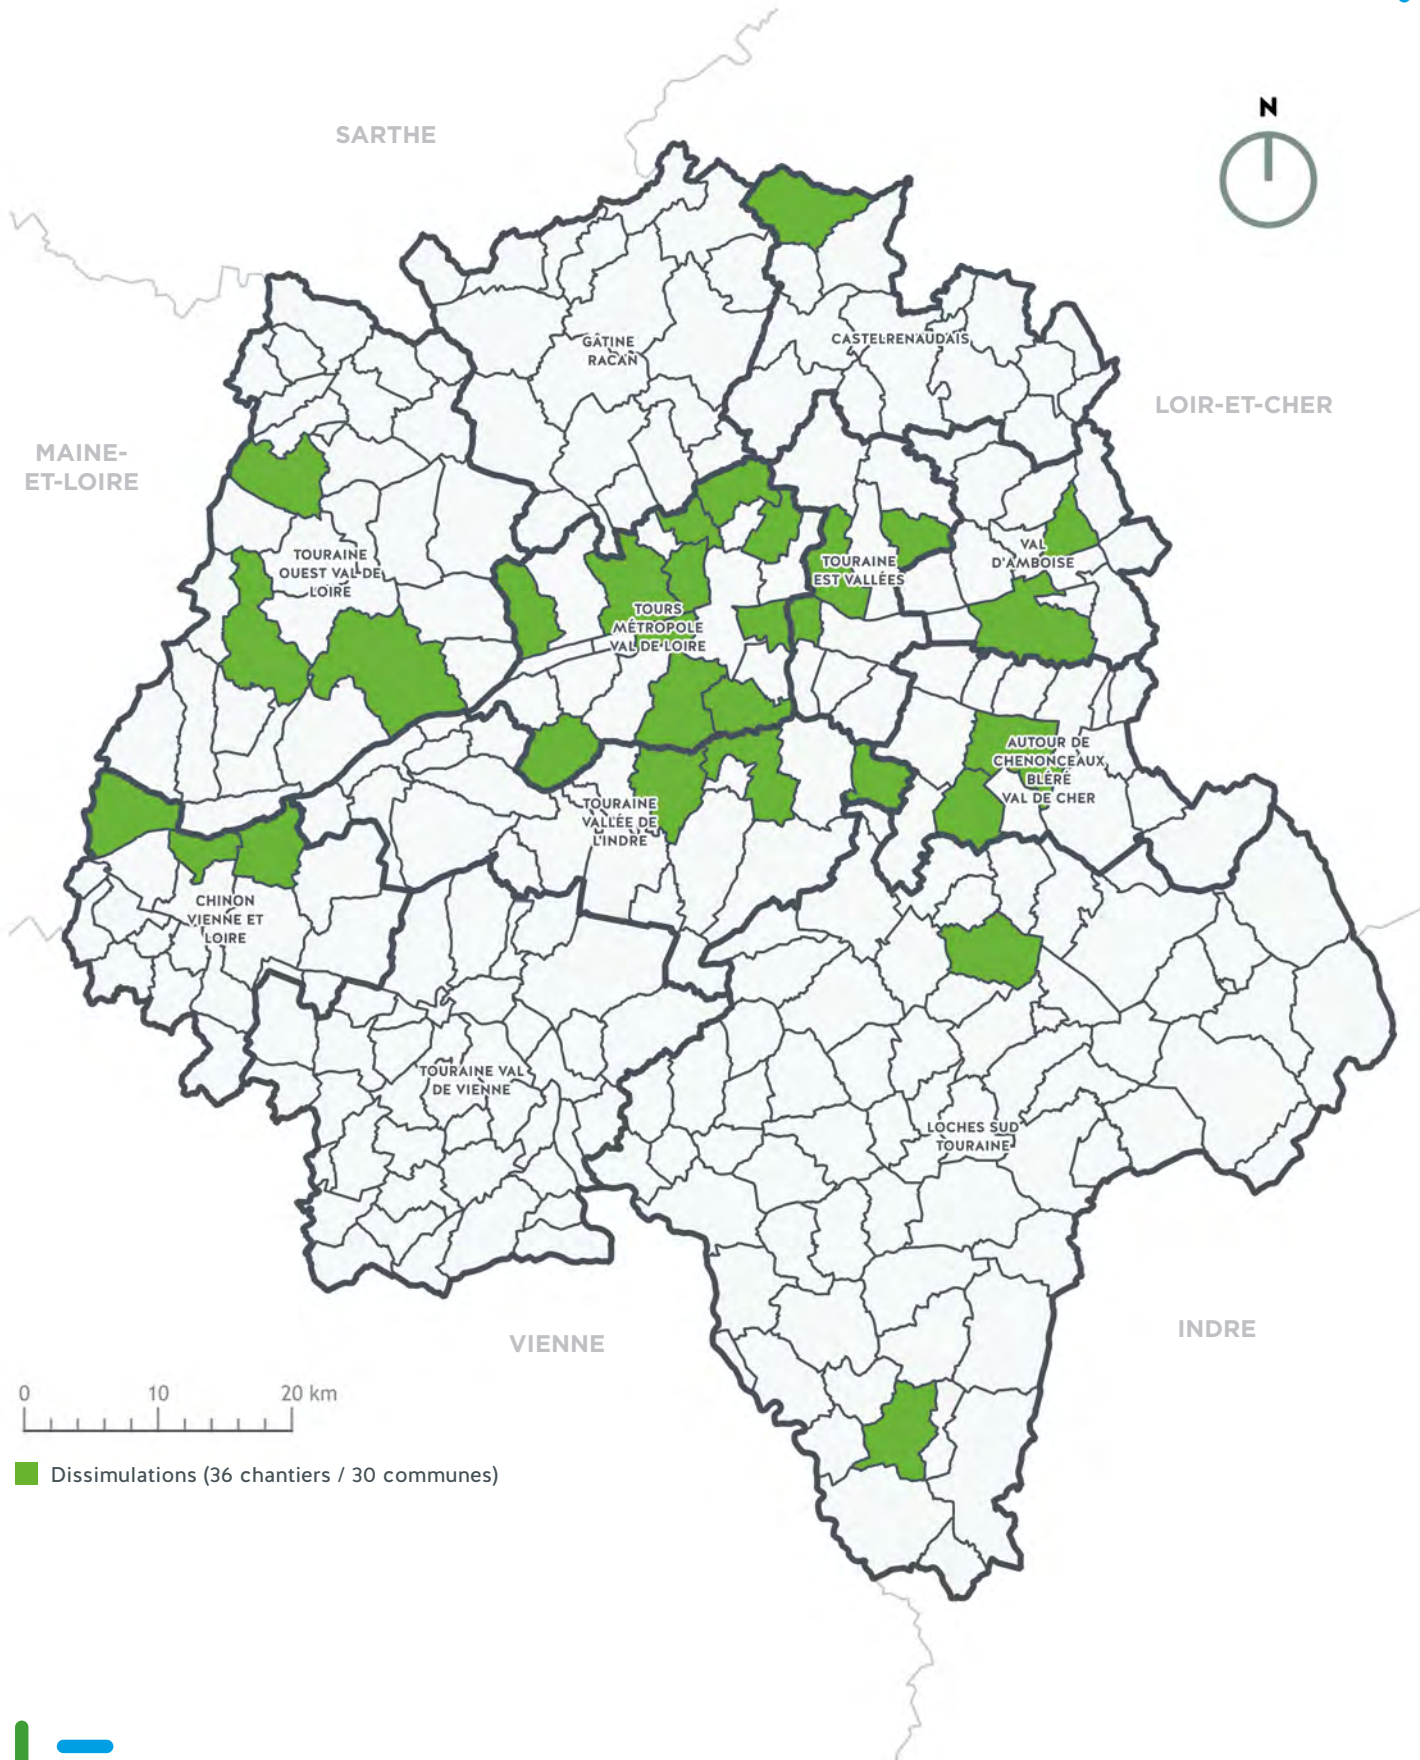 N
SARTHE
GÂTINE
RACAN
CASTELRENAUDAIS
LOIR-ET-CHER
MAINE-
ET-LOIRE
TOURAINE
OUEST VAL DE
LOIRE
VAL
D'AMBOISE
TOURAINE
EST VALLÉES
TOURS
MÉTROPOLE
VAL DE LOIRE
AUTOUR DE
CHENONCEAUX
BLÉRÉ
VAL DE CHER
TOURAINE
VALLÉE DE
L'INDRE
CHINON
VIENNE ET
LOIRE
TOURAINE VAL
DE VIENNE
LOCHES SUD
TOURAINE
VIENNE
INDRE
0 10 20 km
Dissimulations (36 chantiers / 30 communes)